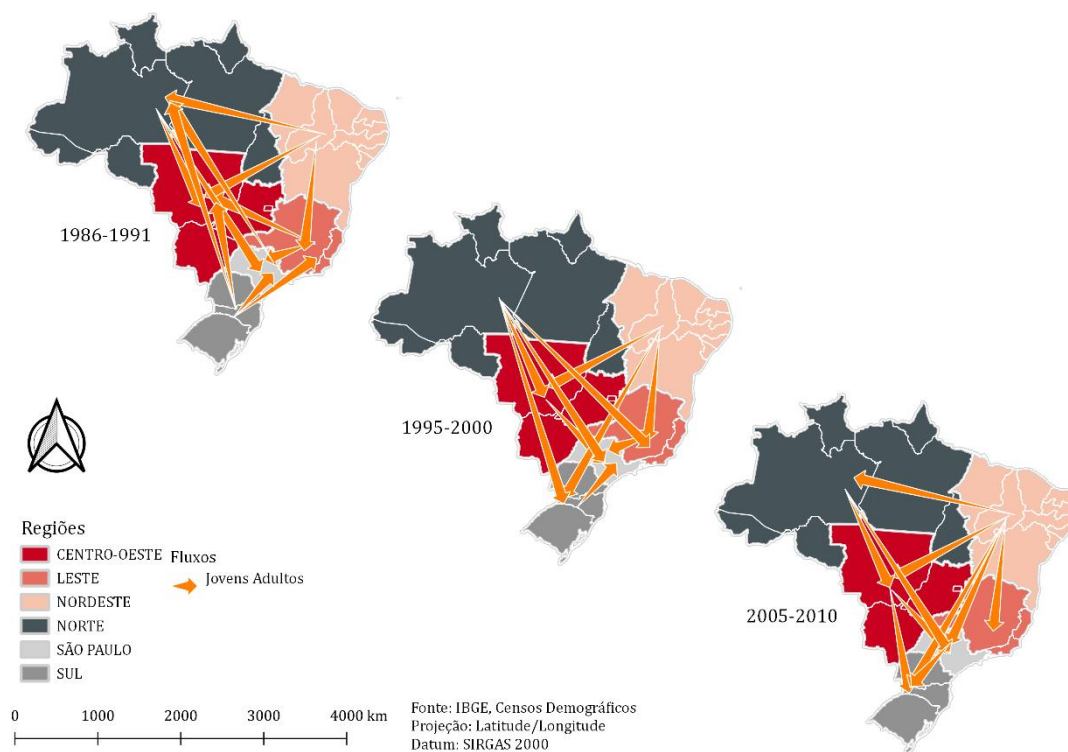 1986-1991
1995-2000
2005-2010
Regiões
CENTRO-OESTE
LESTE
NORDESTE
NORTE
SÃO PAULO
SUL
Fluxos
Jovens Adultos
0 1000 2000 3000 4000 km
Fonte: IBGE, Censos Demográficos
Projeção: Latitude/Longitude
Datum: SIRGAS 2000